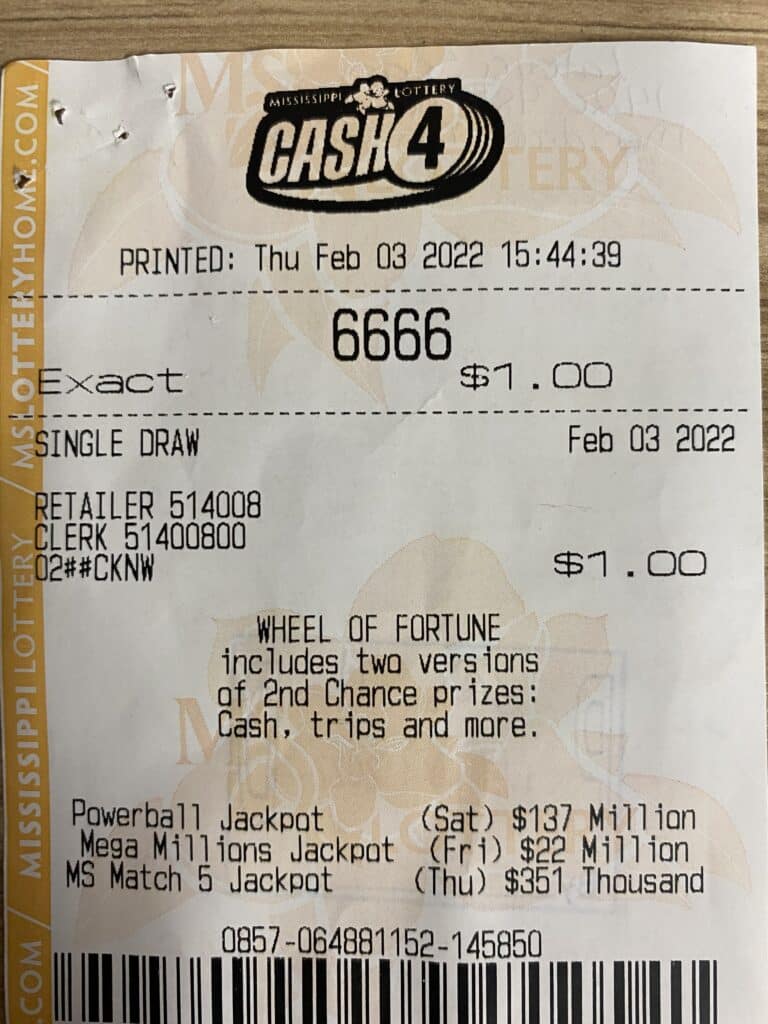 MISSISSIPPI LOTTERY
CASH 4
PRINTED: Thu Feb 03 2022 15:44:39
6666
Exact $1.00
SINGLE DRAW Feb 03 2022
RETAILER 514008
CLERK 51400800
02##CKNW
$1.00
WHEEL OF FORTUNE
includes two versions
of 2nd Chance prizes:
Cash, trips and more.
Powerball Jackpot (Sat) $137 Million
Mega Millions Jackpot (Fri) $22 Million
MS Match 5 Jackpot (Thu) $351 Thousand
0857-064881152-145850
.COM / MISSISSIPPI LOTTERY / MSLOTTERYHOME.COM /